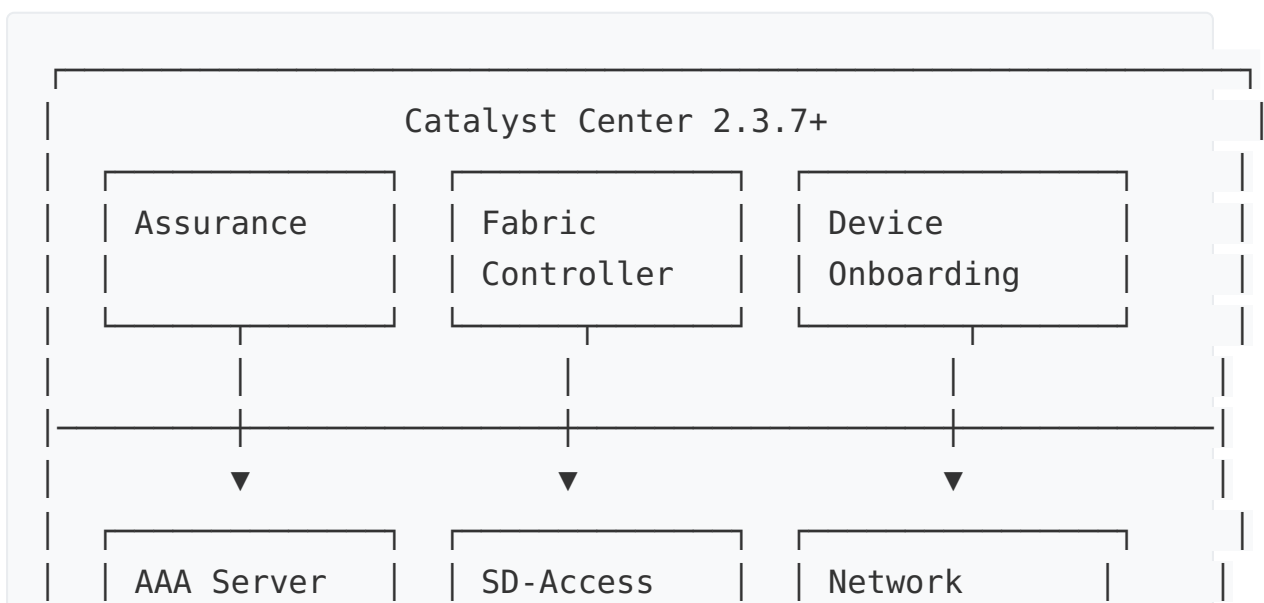 Catalyst Center 2.3.7+
Assurance Fabric Device
Controller Onboarding
AAA Server SD-Access Network